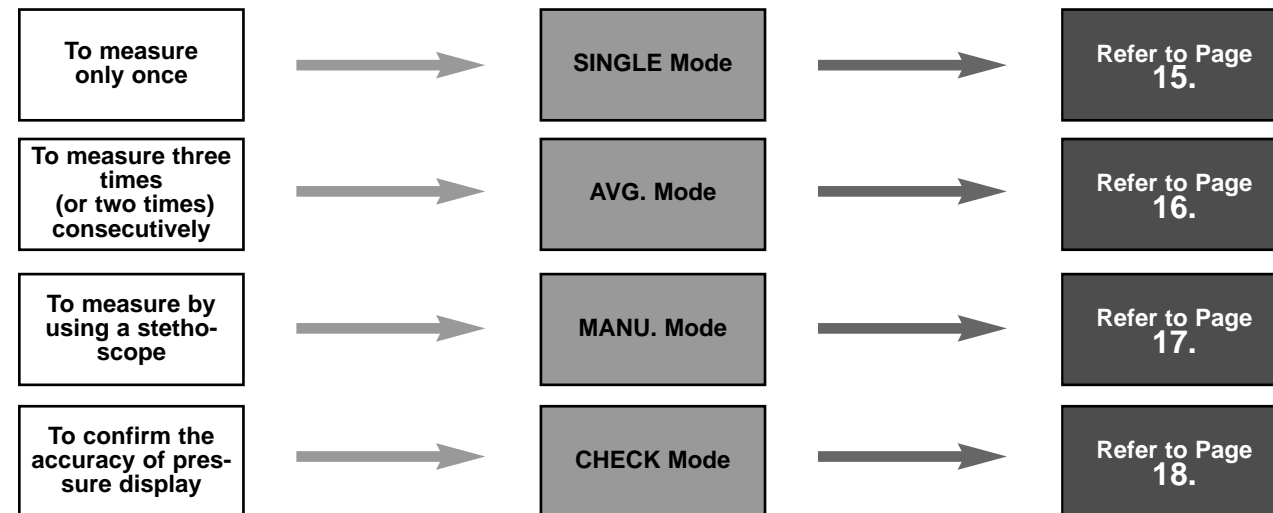 To measure
only once
SINGLE Mode
Refer to Page
15.
To measure three
times
(or two times)
consecutively
AVG. Mode
Refer to Page
16.
To measure by
using a stetho-
scope
MANU. Mode
Refer to Page
17.
To confirm the
accuracy of pres-
sure display
CHECK Mode
Refer to Page
18.